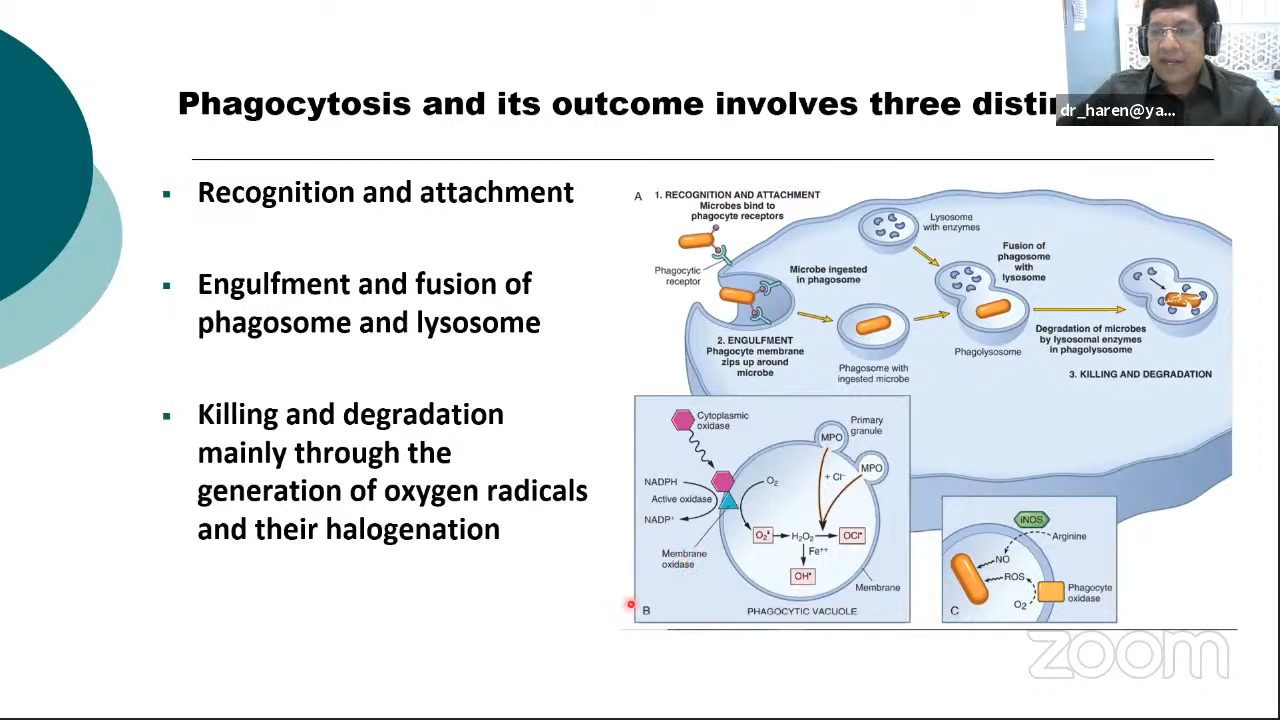 Phagocytosis and its outcome involves three distin
dr_haren@ya...
Recognition and attachment
Engulfment and fusion of
phagosome and lysosome
Killing and degradation
mainly through the
generation of oxygen radicals
and their halogenation
A
1. RECOGNITION AND ATTACHMENT
Microbes bind to
phagocyte receptors
Phagocytic
receptor
Lysosome
with enzymes
Microbe ingested
in phagosome
Fusion of
phagosome
with
lysosome
2. ENGULFMENT
Phagocyte membrane
zips up around
microbe
Phagosome with
ingested microbe
Phagolysosome
Degradation of microbes
by lysosomal enzymes
in phagolysosome
3. KILLING AND DEGRADATION
Cytoplasmic
oxidase
Primary
granule
MPO
MPO
+ Cl⁻
NADPH
O₂
Active oxidase
NADP⁺
O₂•
H₂O₂
OCl•
Fe⁺⁺
Membrane
oxidase
OH•
Membrane
B
PHAGOCYTIC VACUOLE
iNOS
Arginine
NO
ROS
Phagocyte
oxidase
O₂
C
zoom